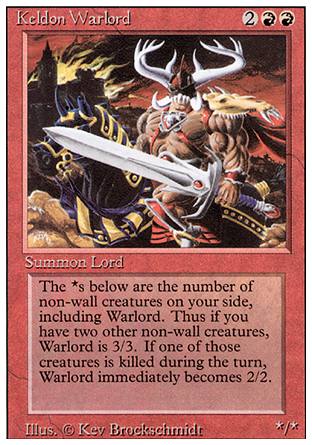 Keldon Warlord 2
Summon Lord
The *s below are the number of
non-wall creatures on your side,
including Warlord. Thus if you
have two other non-wall creatures,
Warlord is 3/3. If one of those
creatures is killed during the turn,
Warlord immediately becomes 2/2.
*/*
Illus. © Kev Brockschmidt